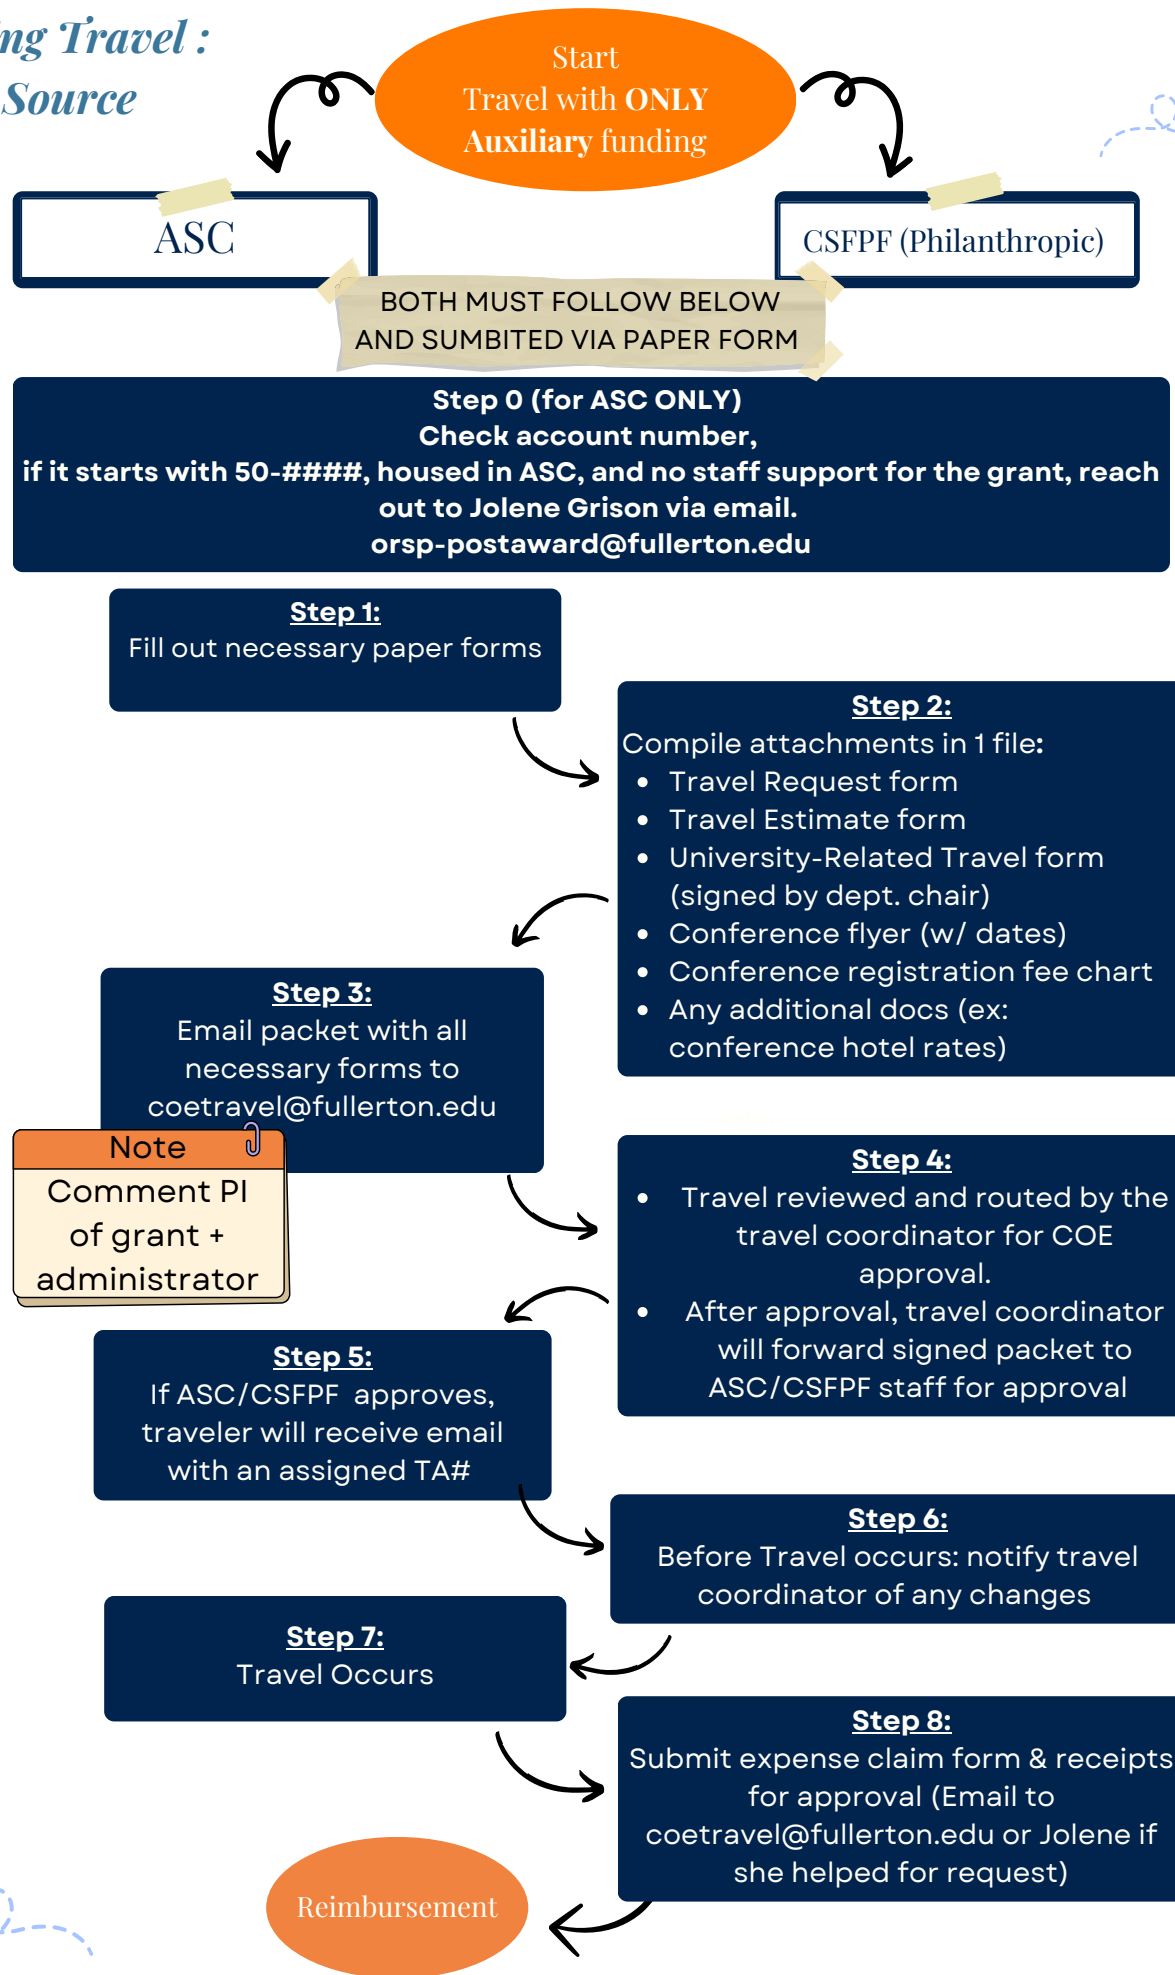 ng Travel :
Source
Start
Travel with ONLY
Auxiliary funding
ASC
CSFPF (Philanthropic)
BOTH MUST FOLLOW BELOW
AND SUMBITED VIA PAPER FORM
Step 0 (for ASC ONLY)
Check account number,
if it starts with 50-####, housed in ASC, and no staff support for the grant, reach
out to Jolene Grison via email.
orsp-postaward@fullerton.edu
Step 1:
Fill out necessary paper forms
Step 2:
Compile attachments in 1 file:
• Travel Request form
• Travel Estimate form
• University-Related Travel form
(signed by dept. chair)
• Conference flyer (w/ dates)
• Conference registration fee chart
• Any additional docs (ex:
conference hotel rates)
Step 3:
Email packet with all
necessary forms to
coetravel@fullerton.edu
Note
Comment PI
of grant +
administrator
Step 4:
• Travel reviewed and routed by the
travel coordinator for COE
approval.
• After approval, travel coordinator
will forward signed packet to
ASC/CSFPF staff for approval
Step 5:
If ASC/CSFPF approves,
traveler will receive email
with an assigned TA#
Step 6:
Before Travel occurs: notify travel
coordinator of any changes
Step 7:
Travel Occurs
Step 8:
Submit expense claim form & receipts
for approval (Email to
coetravel@fullerton.edu or Jolene if
she helped for request)
Reimbursement